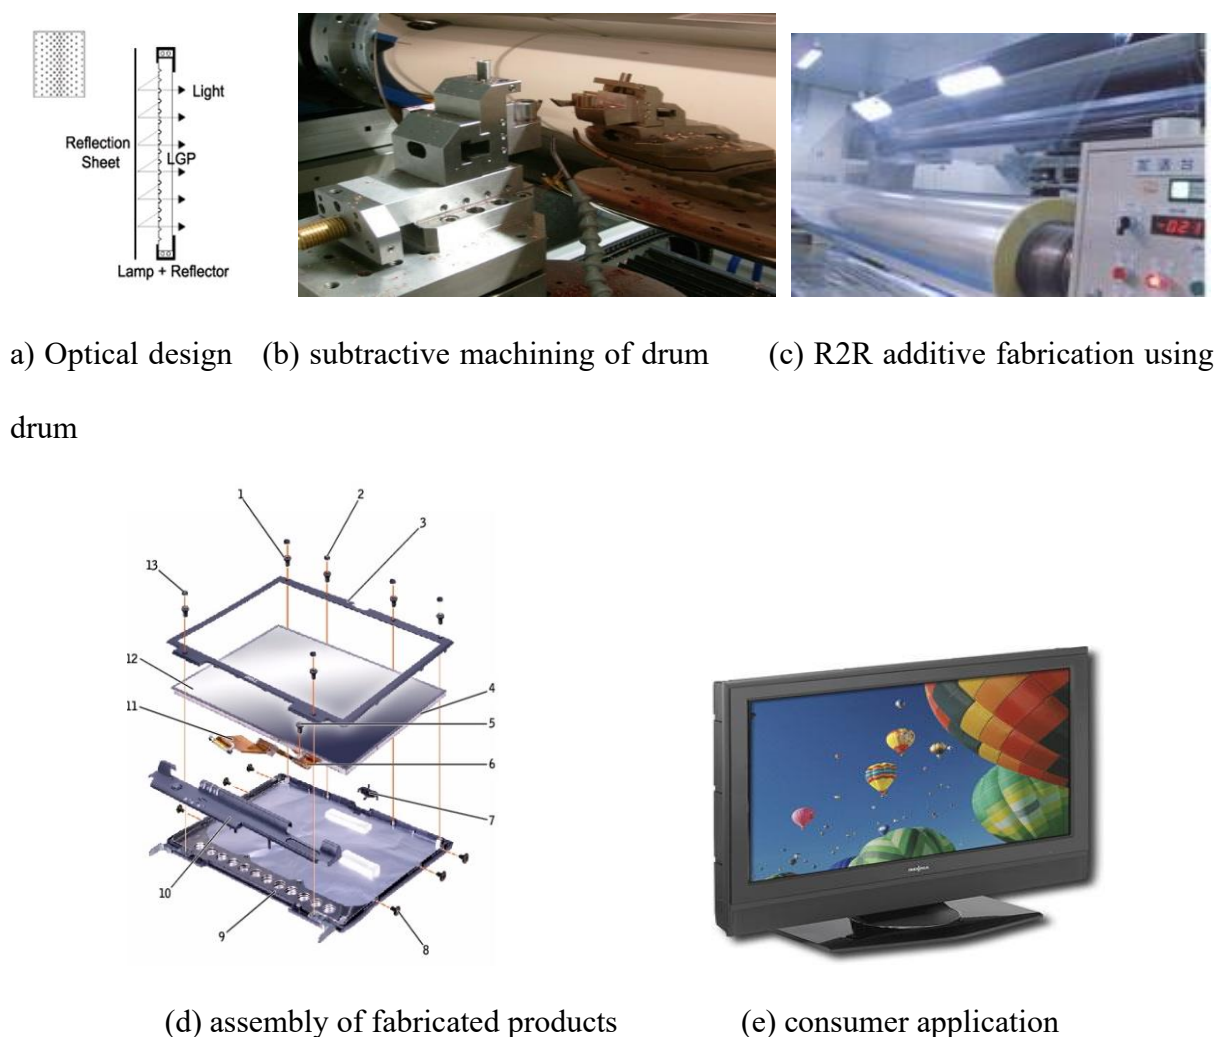 Light
Reflection
Sheet
LGP
Lamp + Reflector
-021
a) Optical design (b) subtractive machining of drum (c) R2R additive fabrication using
drum
1
2
3
13
12
4
11
5
6
7
10
9
8
(d) assembly of fabricated products (e) consumer application